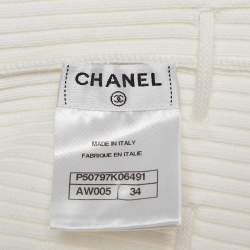 CHANEL
MADE IN ITALY
FABRIQUE EN ITALIE
P50797K06491
AW005 34